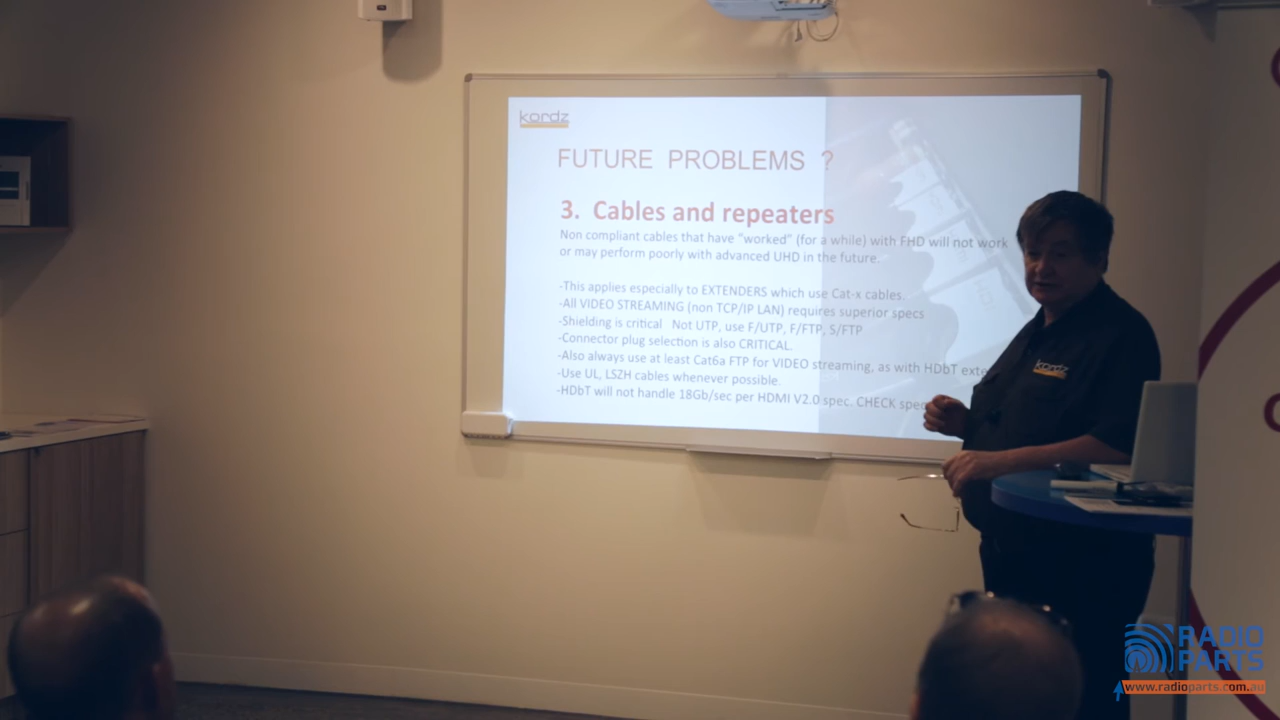 kordz
FUTURE PROBLEMS ?
3. Cables and repeaters
Non compliant cables that have “worked” (for a while) with FHD will not work
or may perform poorly with advanced UHD in the future.
-This applies especially to EXTENDERS which use Cat-x cables.
-All VIDEO STREAMING (non TCP/IP LAN) requires superior specs
-Shielding is critical Not UTP, use F/UTP, F/FTP, S/FTP
-Connector plug selection is also CRITICAL.
-Also always use at least Cat6a FTP for VIDEO streaming, as with HDbT exte
-Use UL, LSZH cables whenever possible.
-HDbT will not handle 18Gb/sec per HDMI V2.0 spec. CHECK spec
kordz
RADIO
PARTS
www.radioparts.com.au